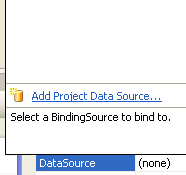 Add Project Data Source...
Select a BindingSource to bind to.
DataSource (none)